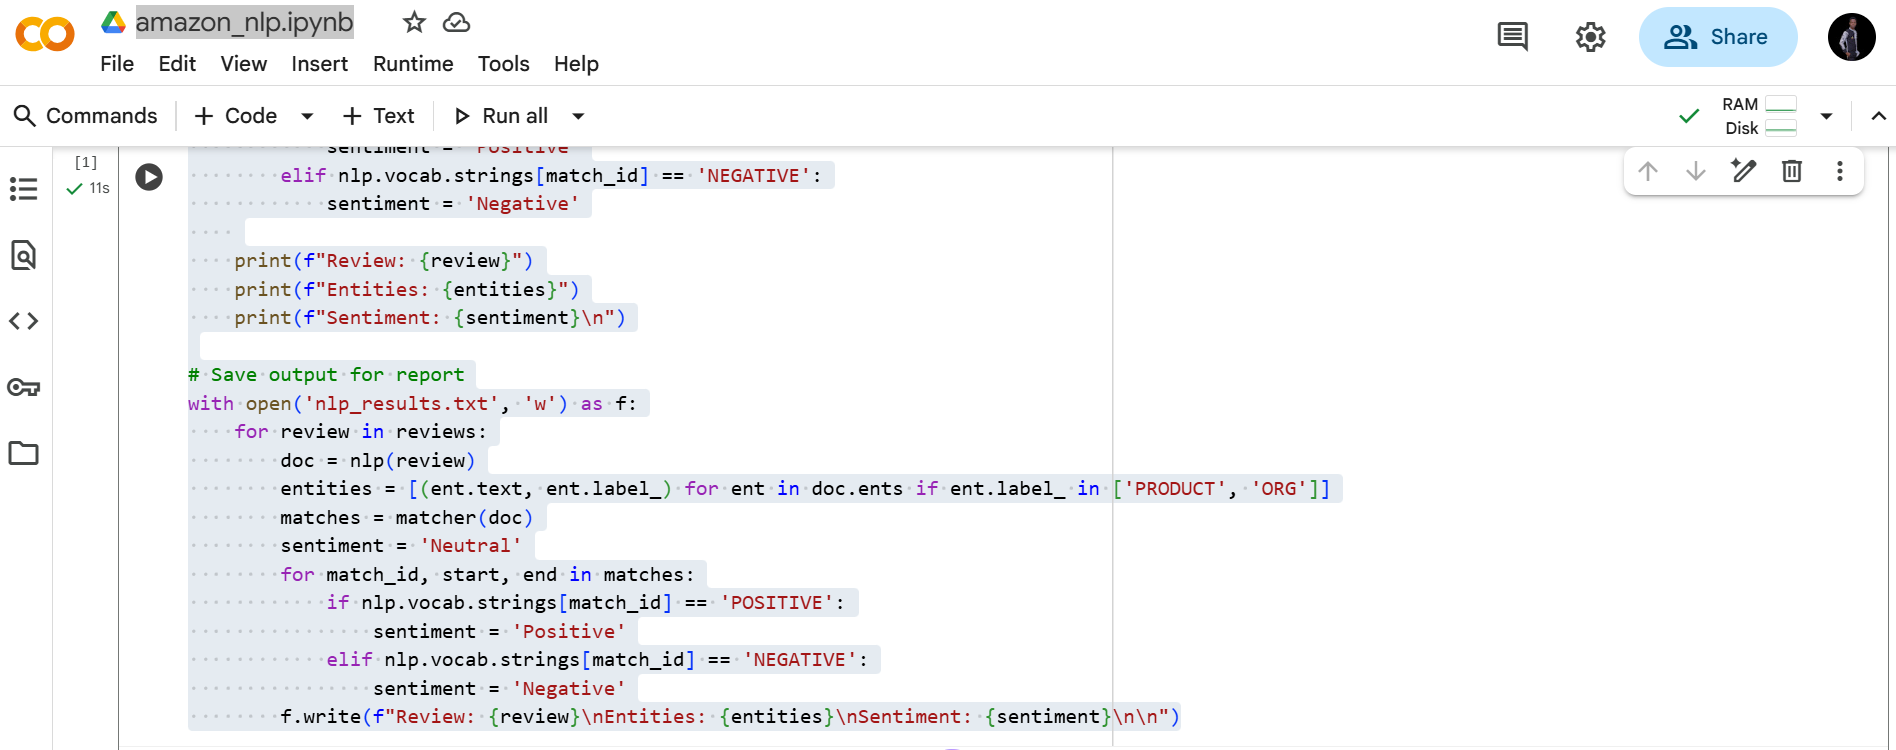 amazon_nlp.ipynb
File Edit View Insert Runtime Tools Help
Share
Commands + Code + Text Run all
RAM
Disk
[1]
11s
sentiment = 'Positive'
elif nlp.vocab.strings[match_id] == 'NEGATIVE':
sentiment = 'Negative'
print(f"Review: {review}")
print(f"Entities: {entities}")
print(f"Sentiment: {sentiment}\n")
# Save output for report
with open('nlp_results.txt', 'w') as f:
for review in reviews:
doc = nlp(review)
entities = [(ent.text, ent.label_) for ent in doc.ents if ent.label_ in ['PRODUCT', 'ORG']]
matches = matcher(doc)
sentiment = 'Neutral'
for match_id, start, end in matches:
if nlp.vocab.strings[match_id] == 'POSITIVE':
sentiment = 'Positive'
elif nlp.vocab.strings[match_id] == 'NEGATIVE':
sentiment = 'Negative'
f.write(f"Review: {review}\nEntities: {entities}\nSentiment: {sentiment}\n\n")